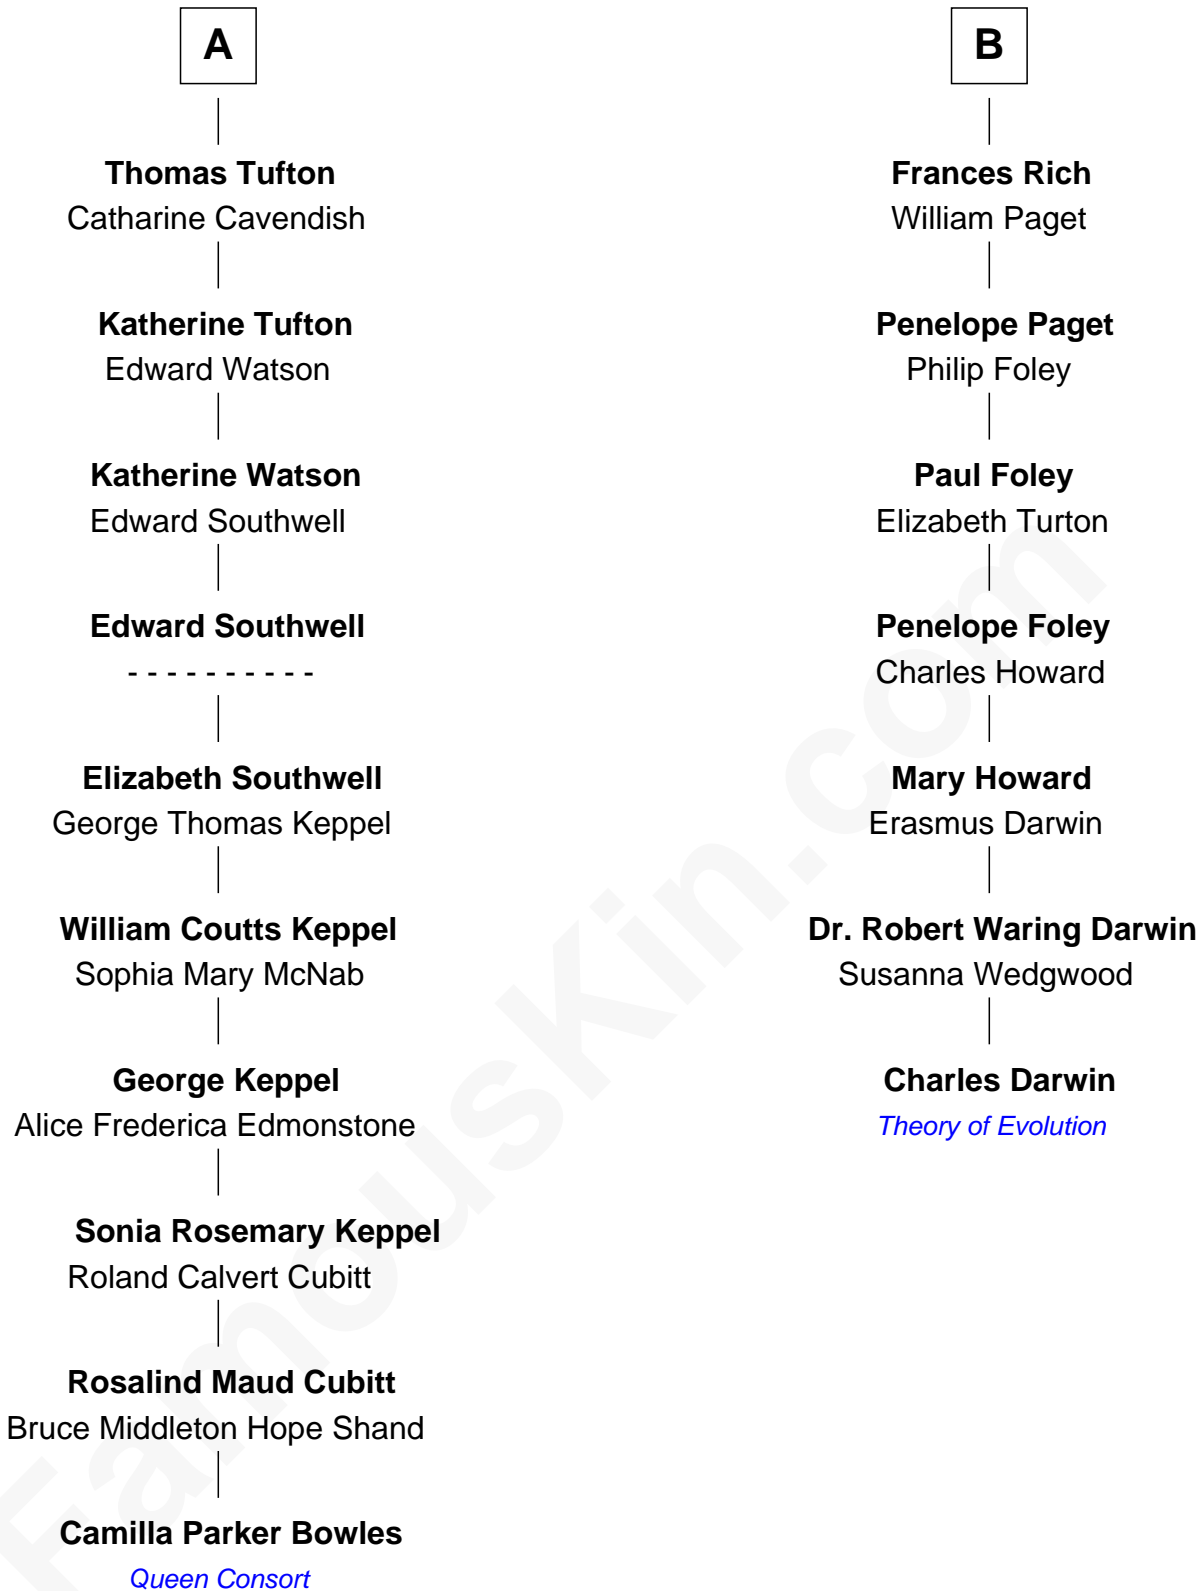 A
Thomas Tufton
Catharine Cavendish
Katherine Tufton
Edward Watson
Katherine Watson
Edward Southwell
Edward Southwell
- - - - - - - - - -
Elizabeth Southwell
George Thomas Keppel
William Coutts Keppel
Sophia Mary McNab
George Keppel
Alice Frederica Edmonstone
Sonia Rosemary Keppel
Roland Calvert Cubitt
Rosalind Maud Cubitt
Bruce Middleton Hope Shand
Camilla Parker Bowles
Queen Consort
B
Frances Rich
William Paget
Penelope Paget
Philip Foley
Paul Foley
Elizabeth Turton
Penelope Foley
Charles Howard
Mary Howard
Erasmus Darwin
Dr. Robert Waring Darwin
Susanna Wedgwood
Charles Darwin
Theory of Evolution
FamousKin.com